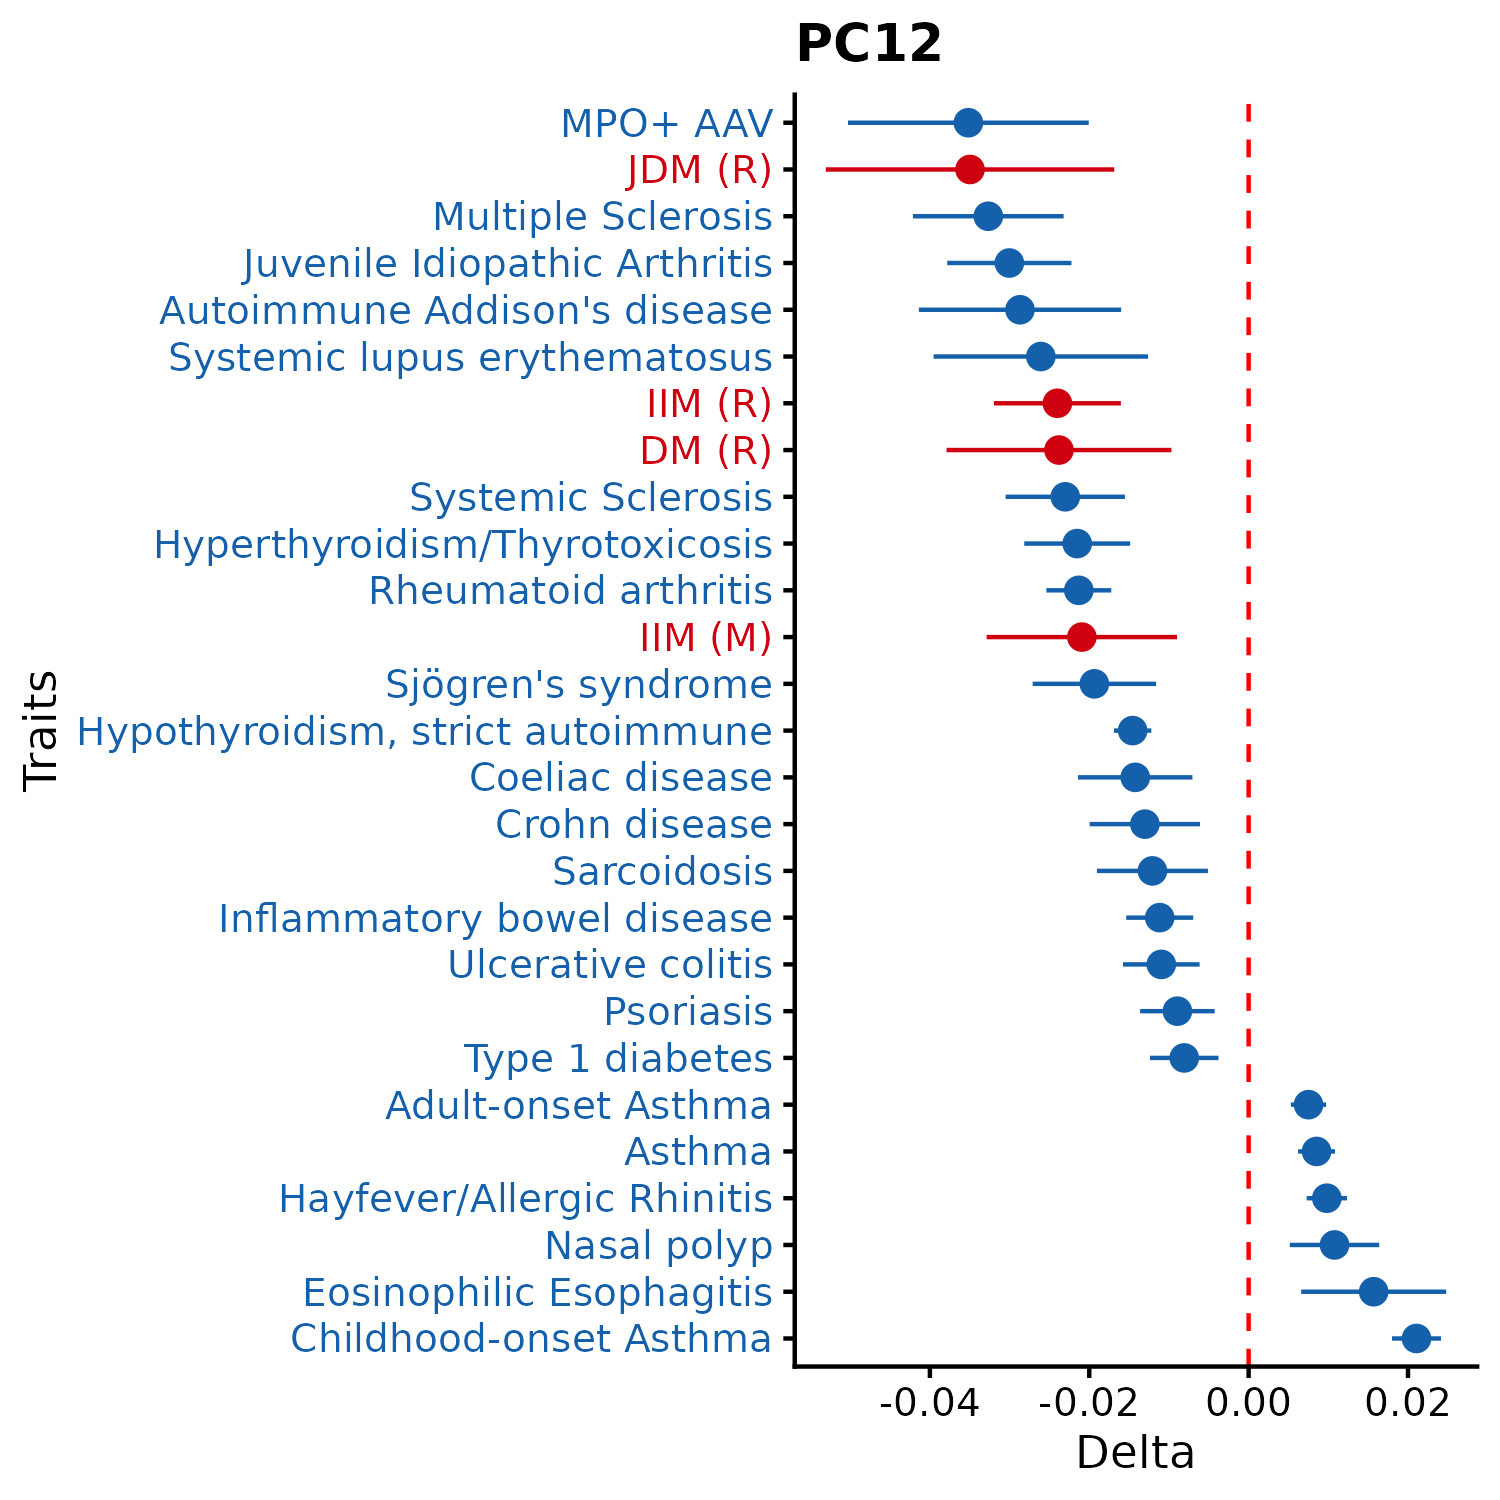 PC12
MPO+ AAV
JDM (R)
Multiple Sclerosis
Juvenile Idiopathic Arthritis
Autoimmune Addison's disease
Systemic lupus erythematosus
IIM (R)
DM (R)
Systemic Sclerosis
Hyperthyroidism/Thyrotoxicosis
Rheumatoid arthritis
IIM (M)
Sjögren's syndrome
Hypothyroidism, strict autoimmune
Coeliac disease
Crohn disease
Sarcoidosis
Inflammatory bowel disease
Ulcerative colitis
Psoriasis
Type 1 diabetes
Adult-onset Asthma
Asthma
Hayfever/Allergic Rhinitis
Nasal polyp
Eosinophilic Esophagitis
Childhood-onset Asthma
Traits
-0.04 -0.02 0.00 0.02
Delta